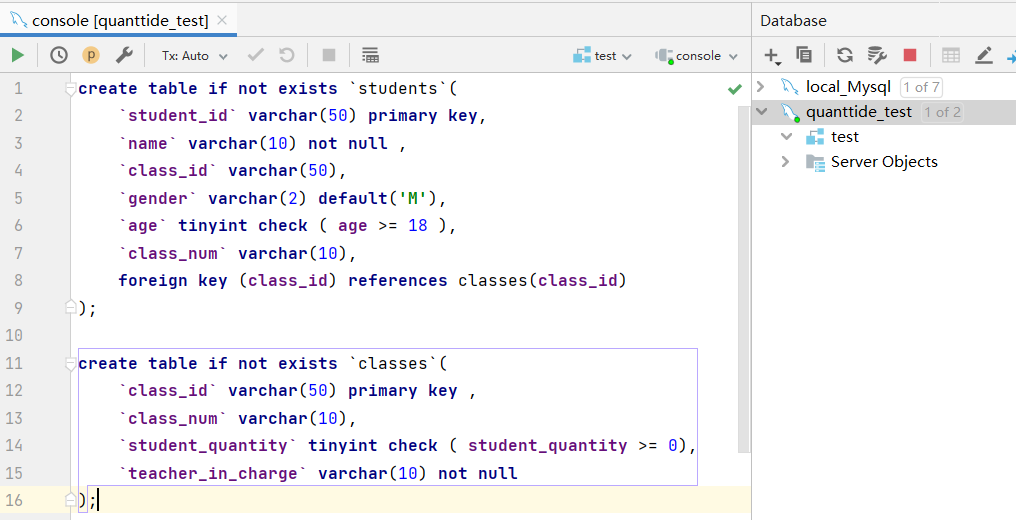 console [quanttide_test]
Database
Tx: Auto
test
console
1 create table if not exists `students`(
2 `student_id` varchar(50) primary key,
3 `name` varchar(10) not null ,
4 `class_id` varchar(50),
5 `gender` varchar(2) default('M'),
6 `age` tinyint check ( age >= 18 ),
7 `class_num` varchar(10),
8 foreign key (class_id) references classes(class_id)
9 );
10
11 create table if not exists `classes`(
12 `class_id` varchar(50) primary key ,
13 `class_num` varchar(10),
14 `student_quantity` tinyint check ( student_quantity >= 0),
15 `teacher_in_charge` varchar(10) not null
16 );
local_Mysql 1 of 7
quanttide_test 1 of 2
test
Server Objects